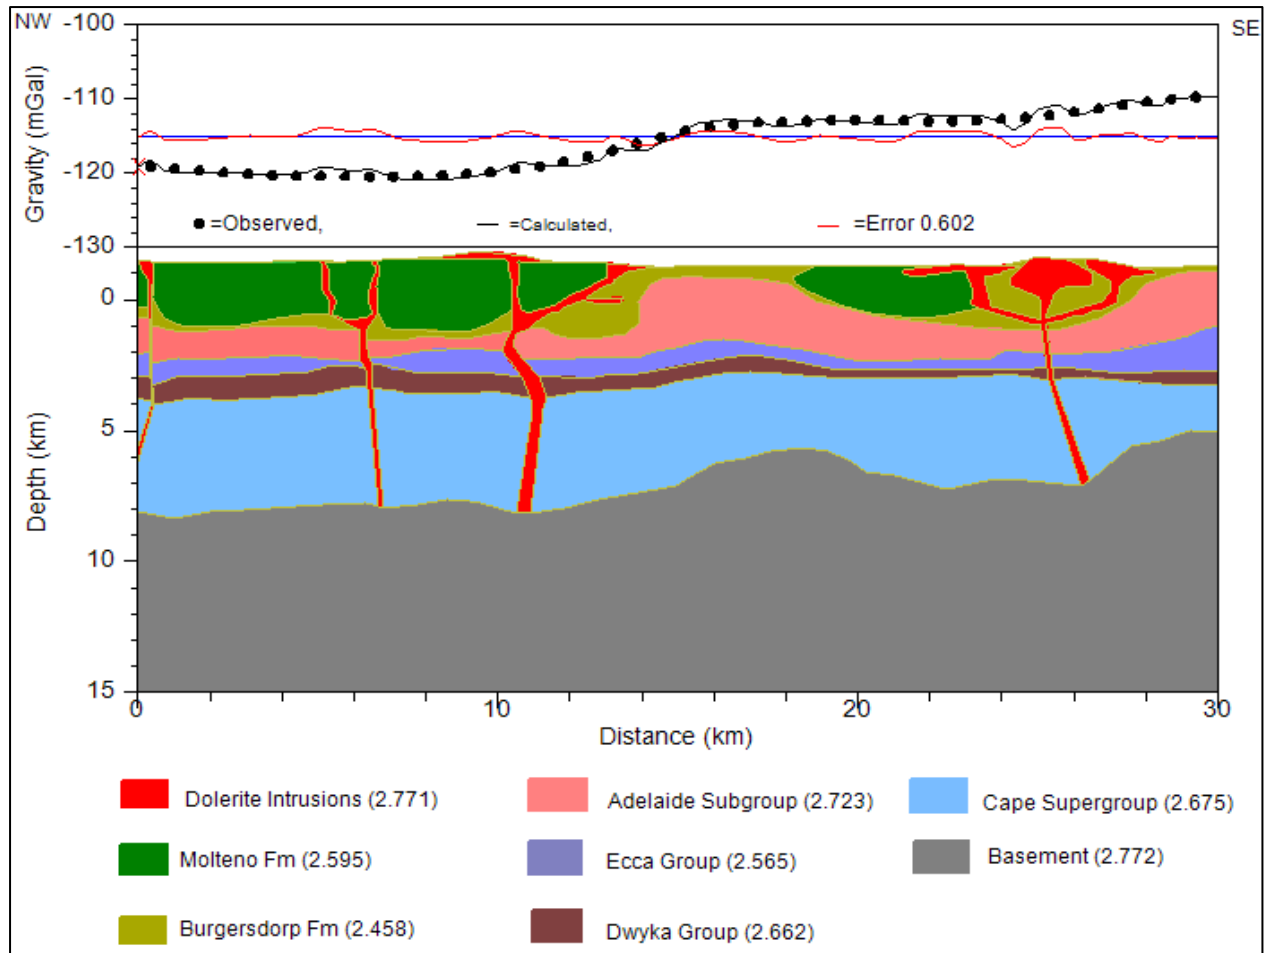 NW
SE
-100
-110
-120
-130
Gravity (mGal)
=Observed,
=Calculated,
=Error 0.602
0
5
10
15
Depth (km)
0
10
20
30
Distance (km)
Dolerite Intrusions (2.771)
Adelaide Subgroup (2.723)
Cape Supergroup (2.675)
Molteno Fm (2.595)
Ecca Group (2.565)
Basement (2.772)
Burgersdorp Fm (2.458)
Dwyka Group (2.662)